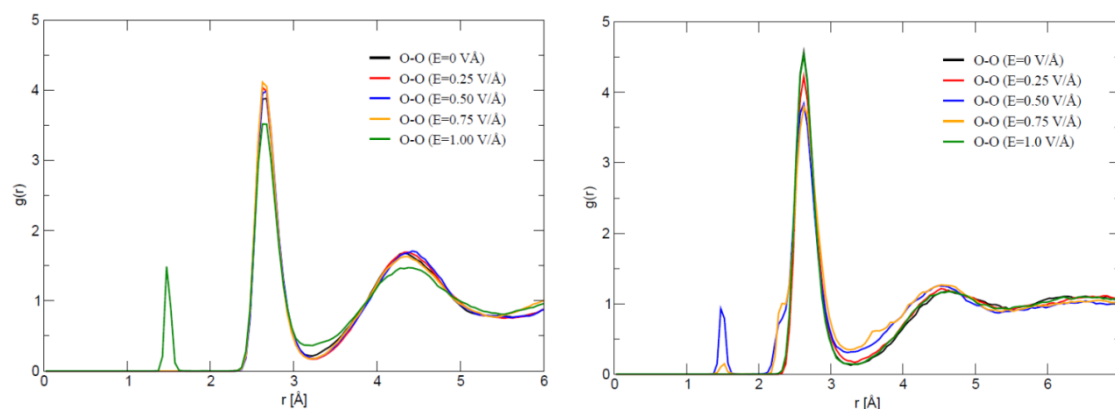 5
4
3
2
1
0
g(r)
O-O (E=0 VÅ)
O-O (E=0.25 V/Å)
O-O (E=0.50 V/Å)
O-O (E=0.75 V/Å)
O-O (E=1.00 V/Å)
0 1 2 3 4 5 6
r [Å]
5
4
3
2
1
0
g(r)
O-O (E=0 V/Å)
O-O (E=0.25 V/Å)
O-O (E=0.50 V/Å)
O-O (E=0.75 V/Å)
O-O (E=1.0 V/Å)
0 1 2 3 4 5 6
r [Å]